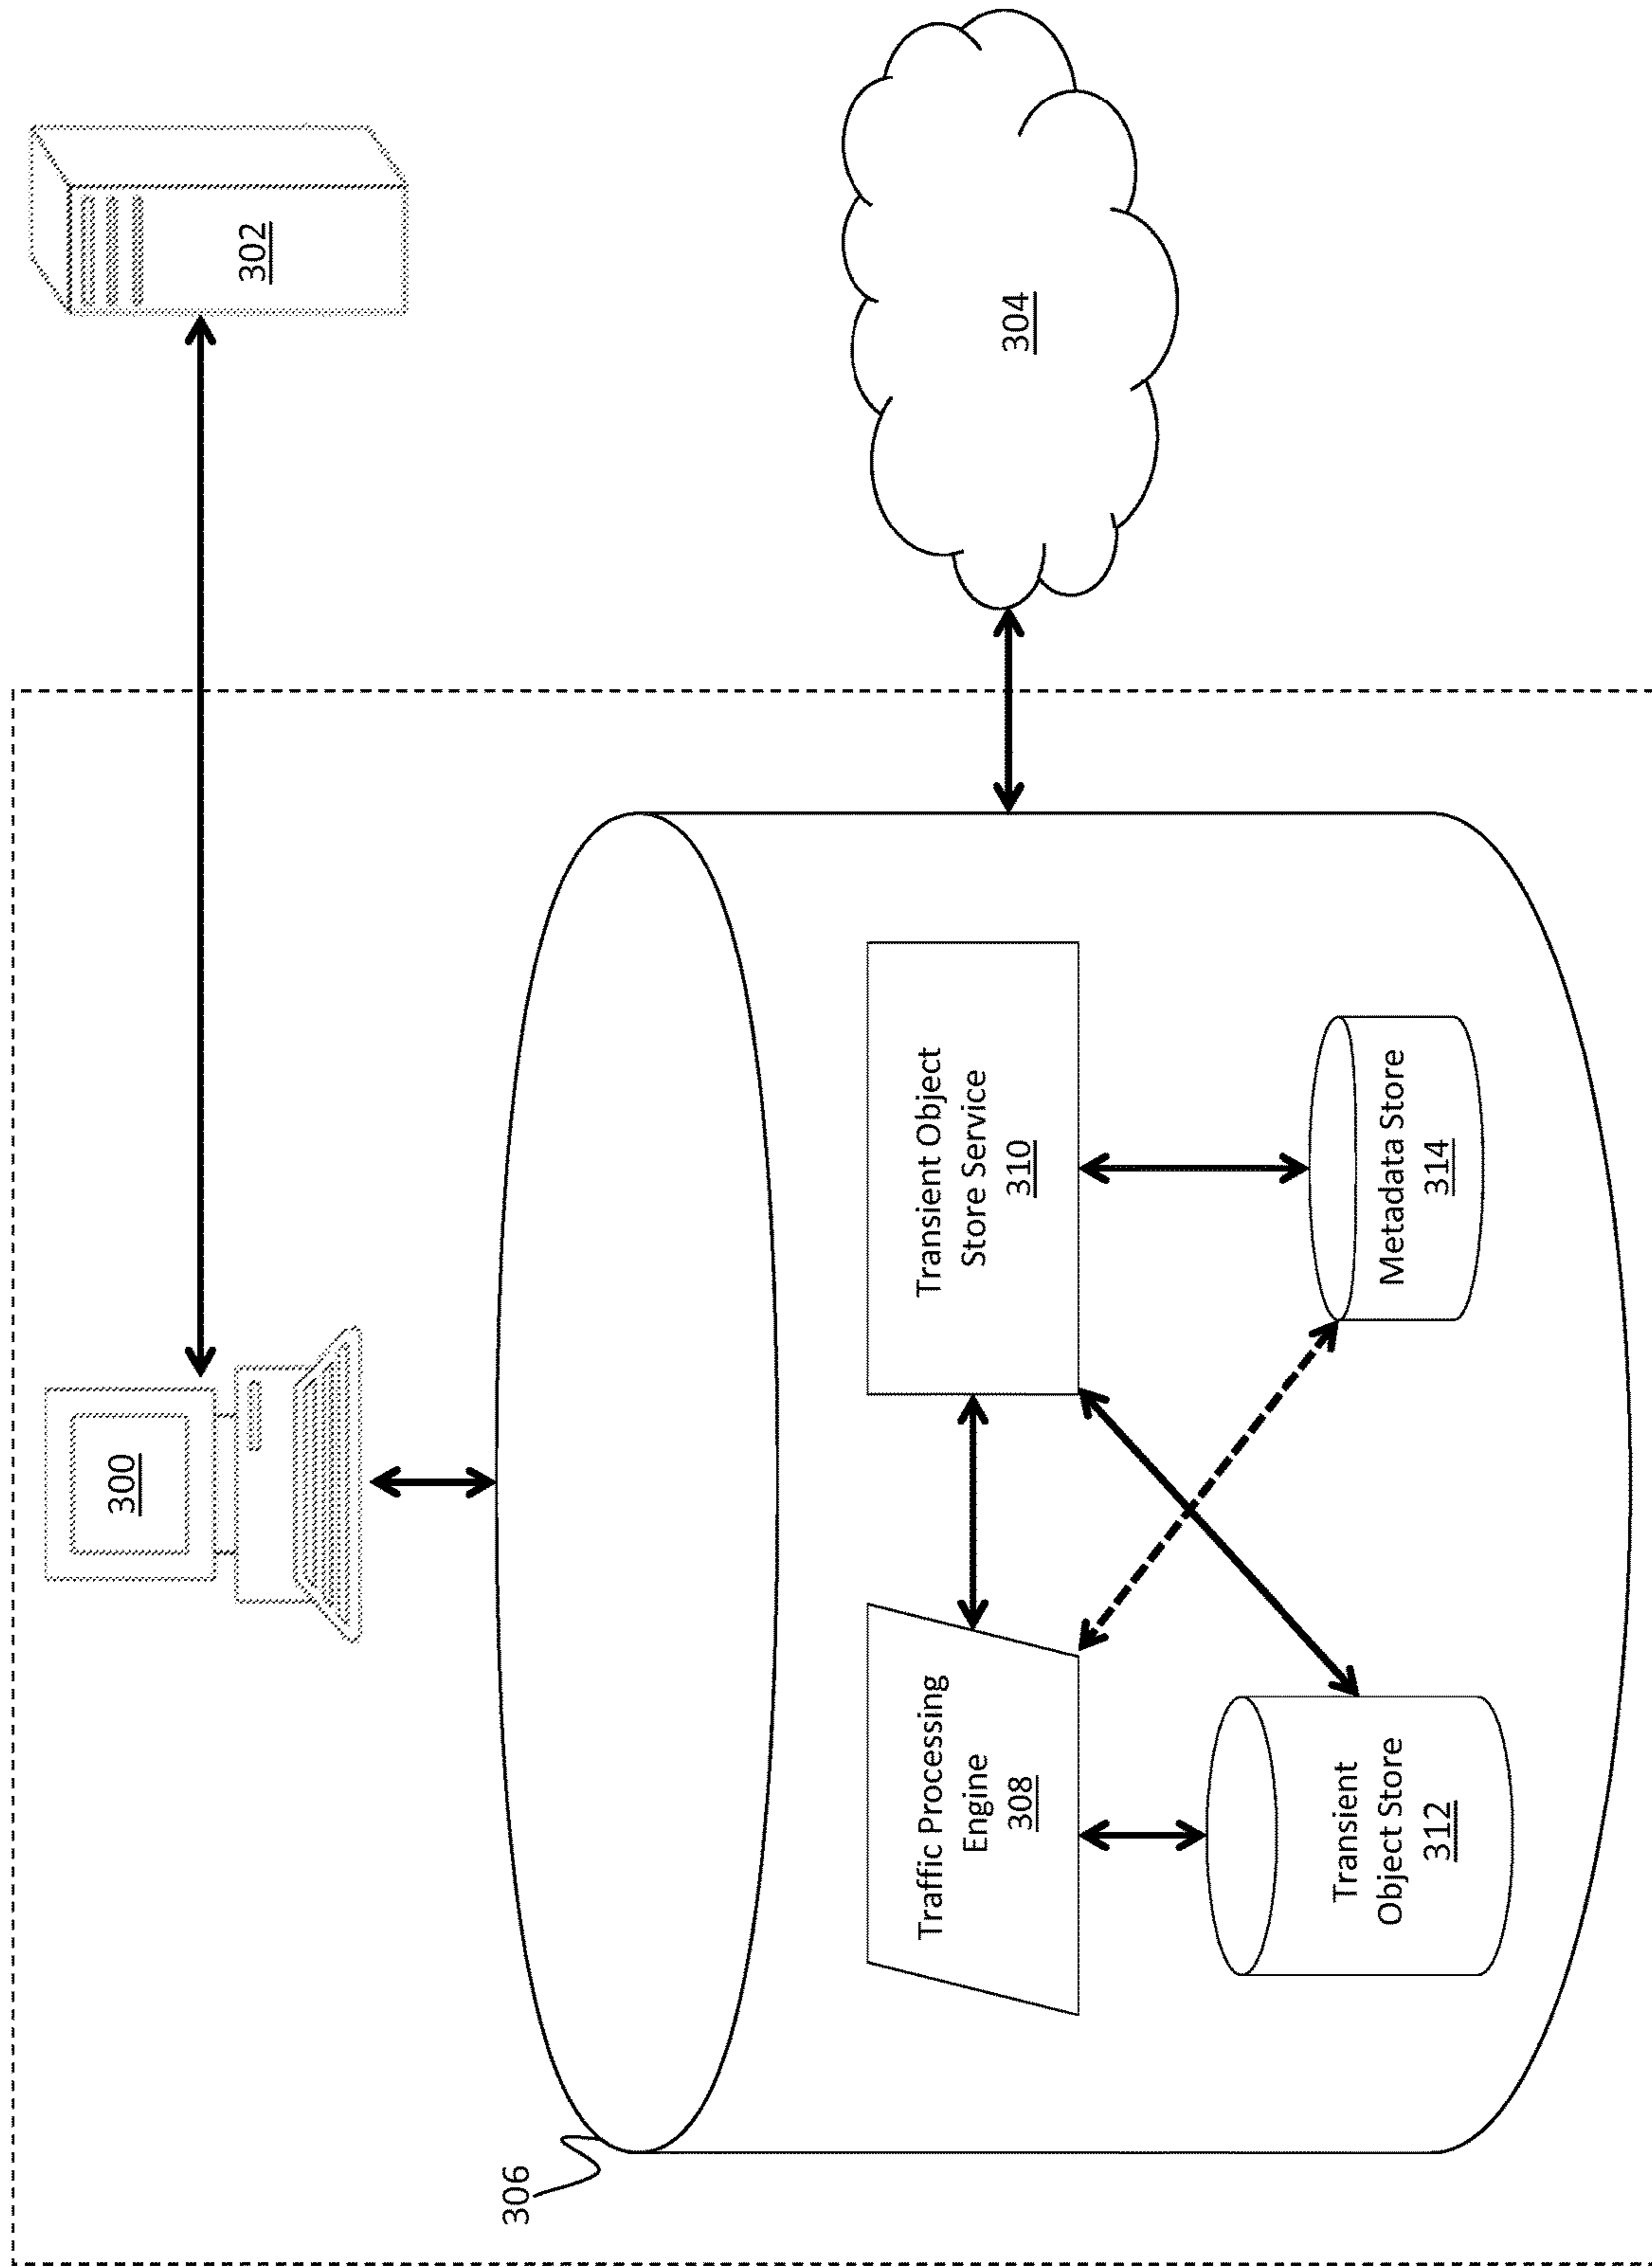 300
302
304
306
Traffic Processing
Engine
308
Transient Object
Store Service
310
Transient
Object Store
312
Metadata Store
314